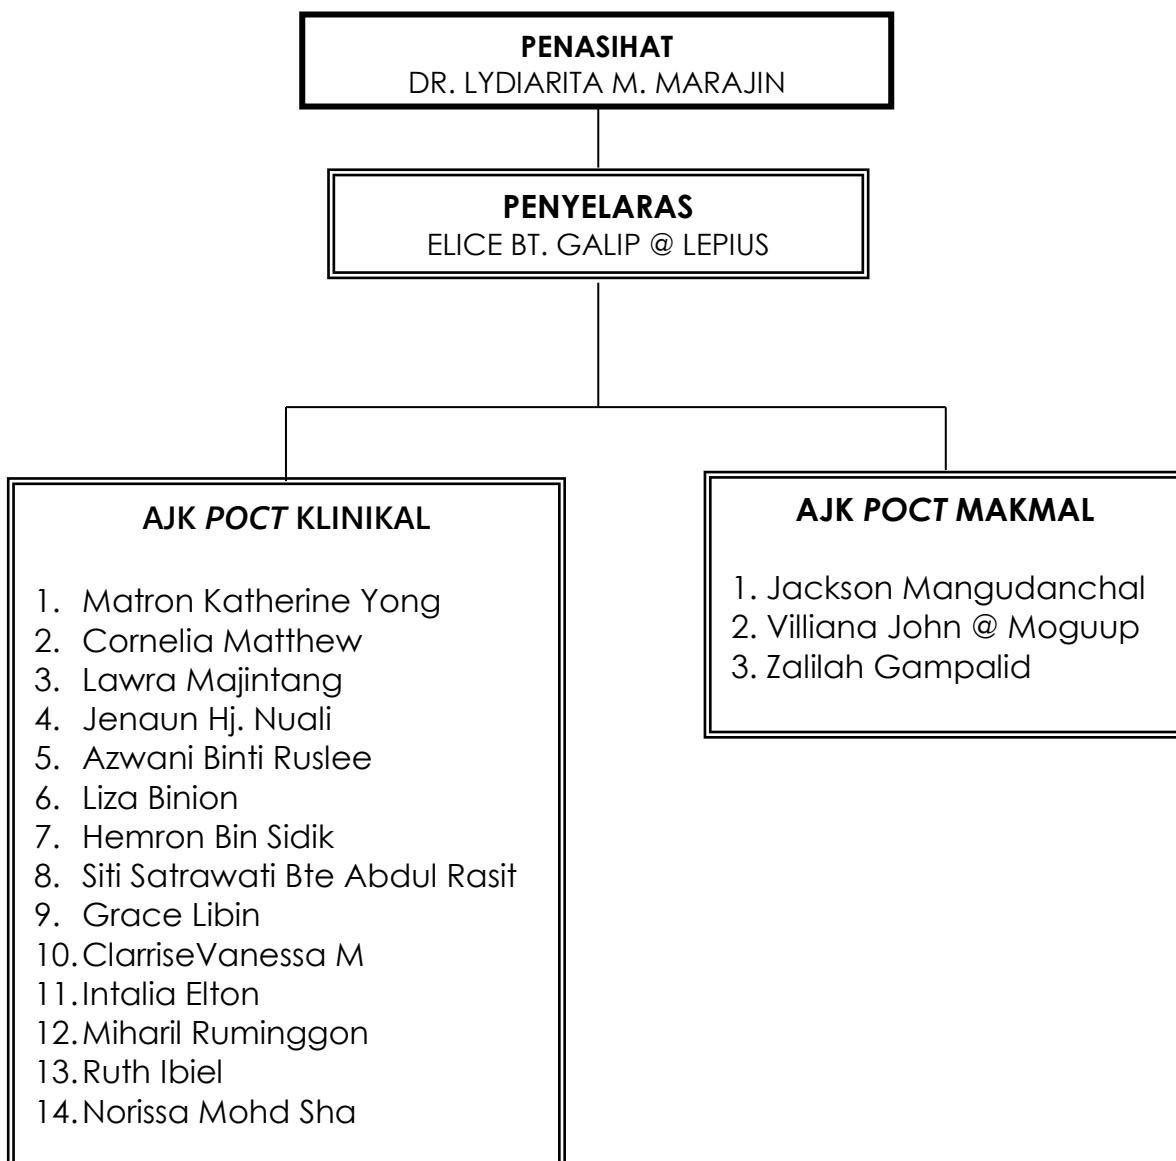 PENASIHAT
DR. LYDIARITA M. MARAJIN
PENYELARAS
ELICE BT. GALIP @ LEPIUS
AJK POCT KLINIKAL
1. Matron Katherine Yong
2. Cornelia Matthew
3. Lawra Majintang
4. Jenaun Hj. Nuali
5. Azwani Binti Ruslee
6. Liza Binion
7. Hemron Bin Sidik
8. Siti Satrawati Bte Abdul Rasit
9. Grace Libin
10. ClarriseVanessa M
11. Intalia Elton
12. Miharil Ruminggon
13. Ruth Ibiel
14. Norissa Mohd Sha
AJK POCT MAKMAL
1. Jackson Mangudanchal
2. Villiana John @ Moguup
3. Zalilah Gampalid